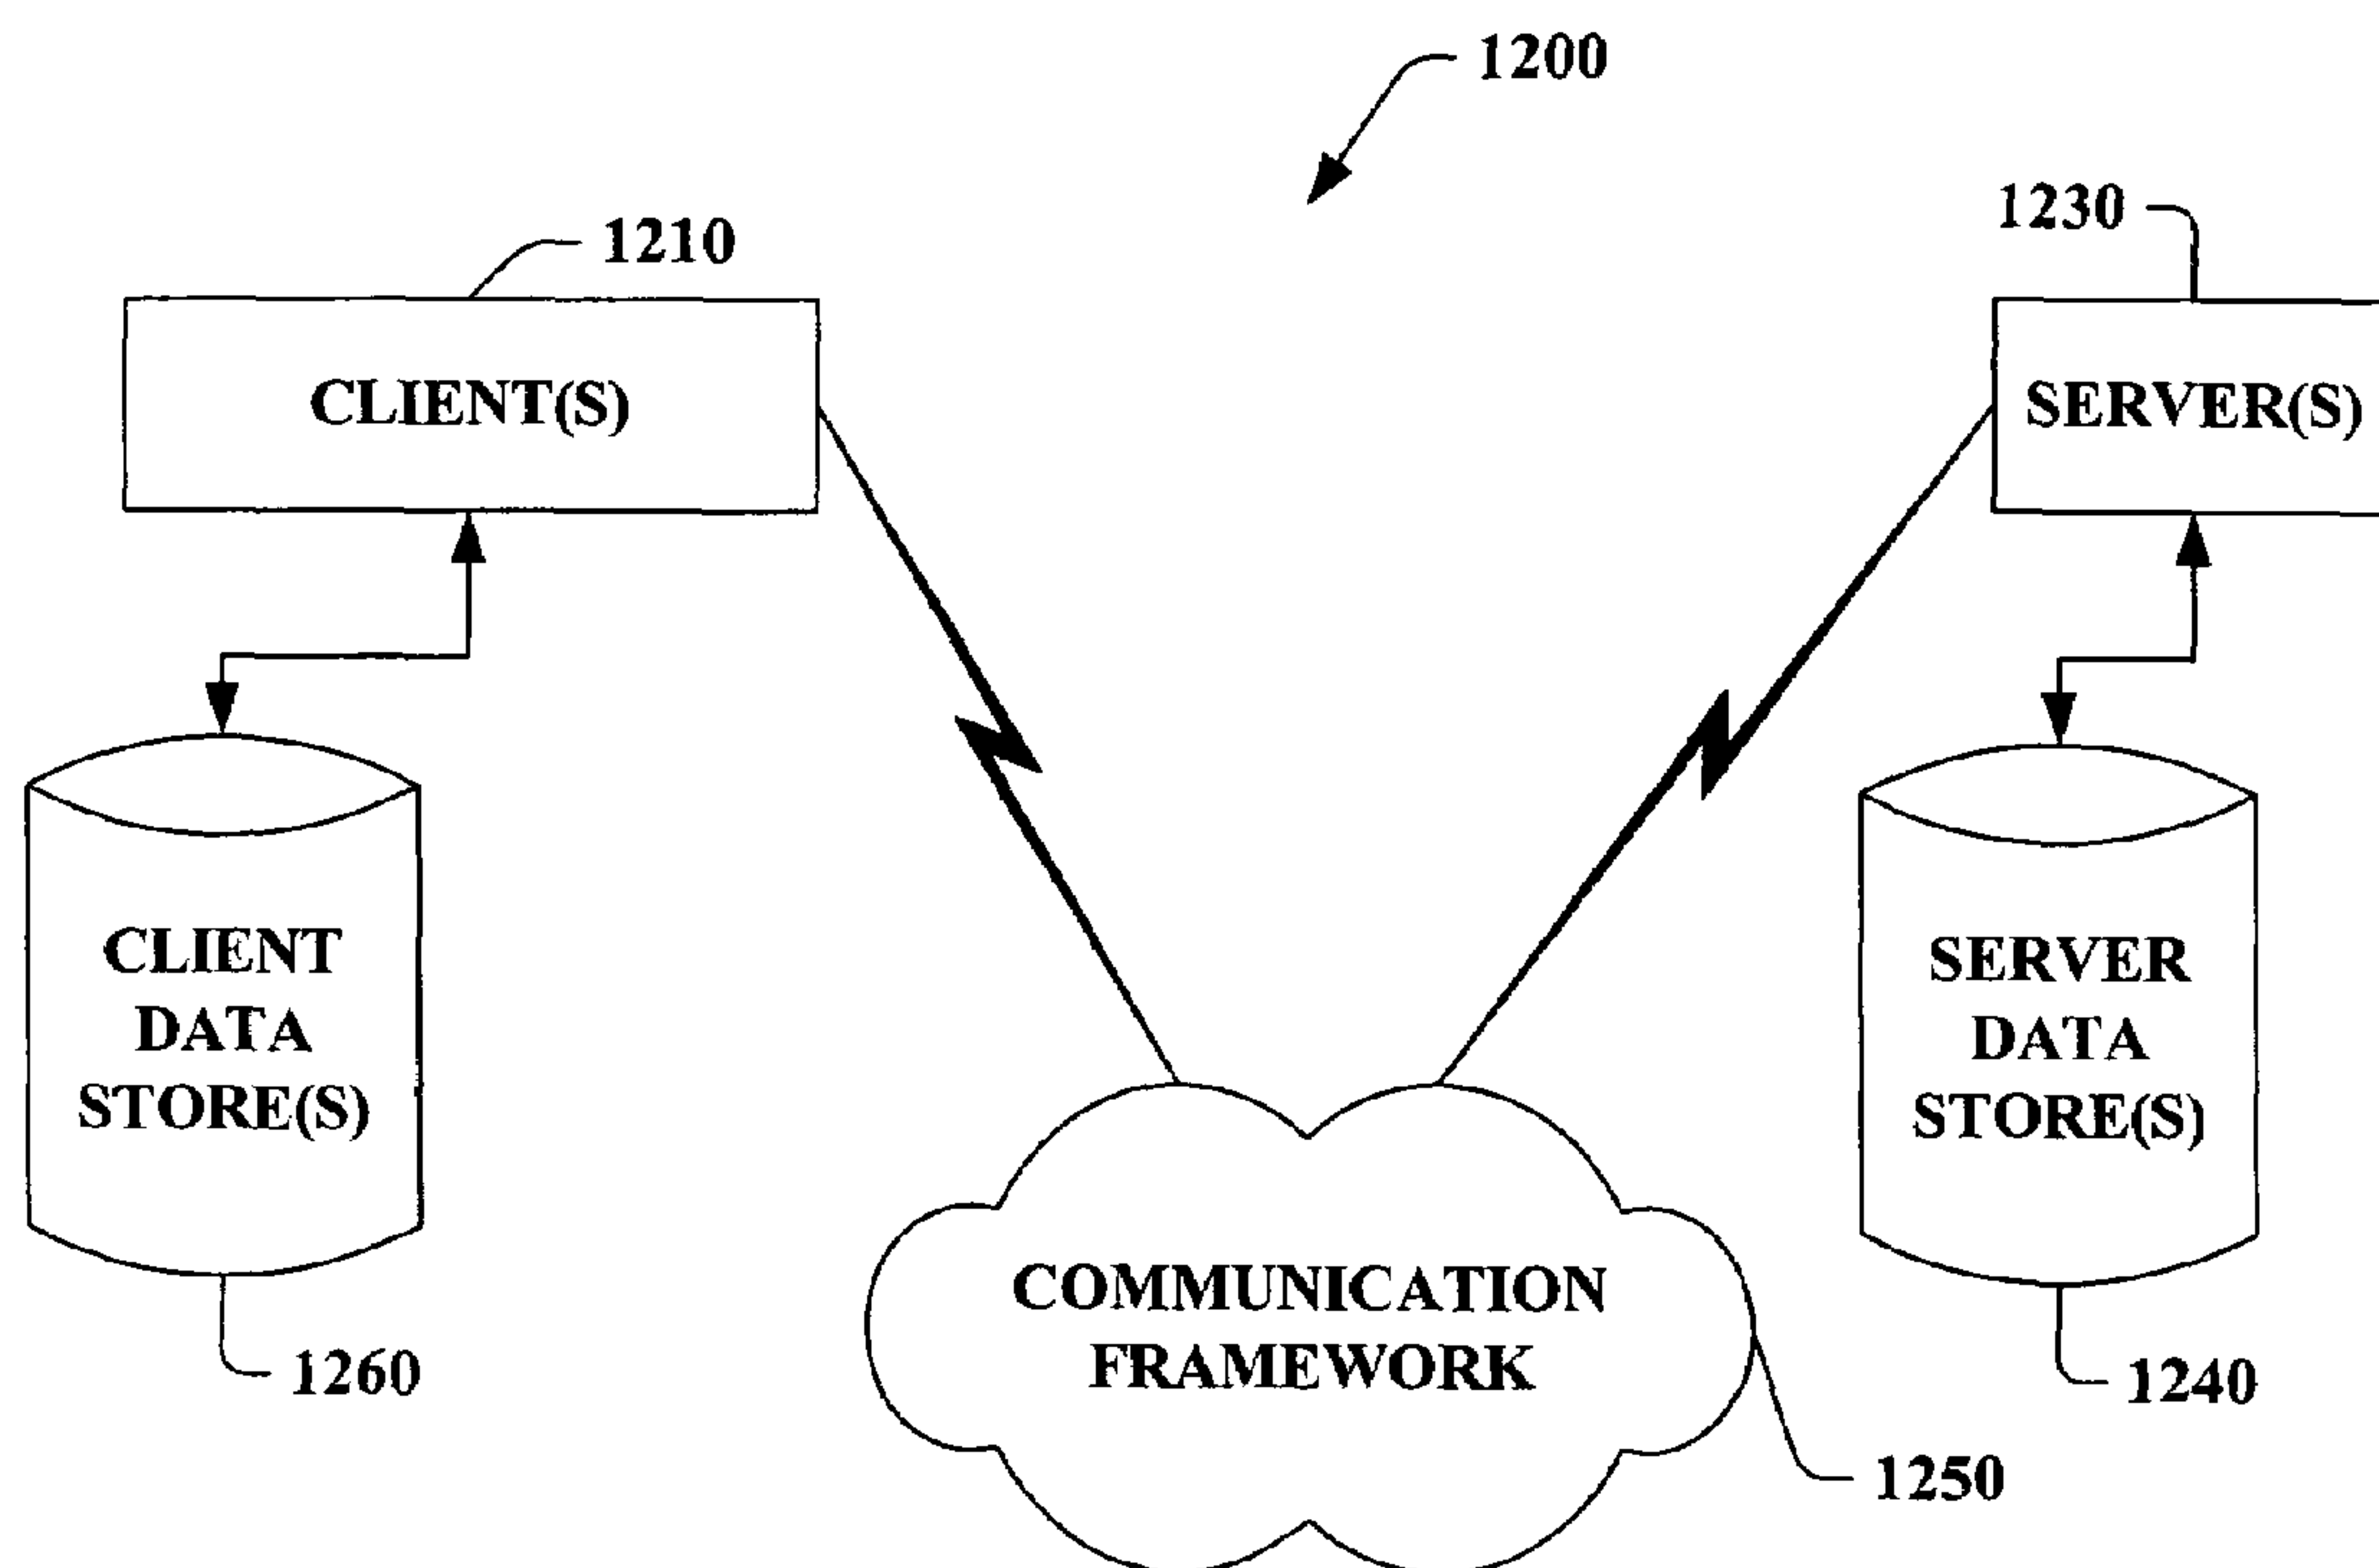 1200
1210
1230
CLIENT(S)
SERVER(S)
CLIENT
DATA
STORE(S)
SERVER
DATA
STORE(S)
COMMUNICATION
FRAMEWORK
1260
1240
1250